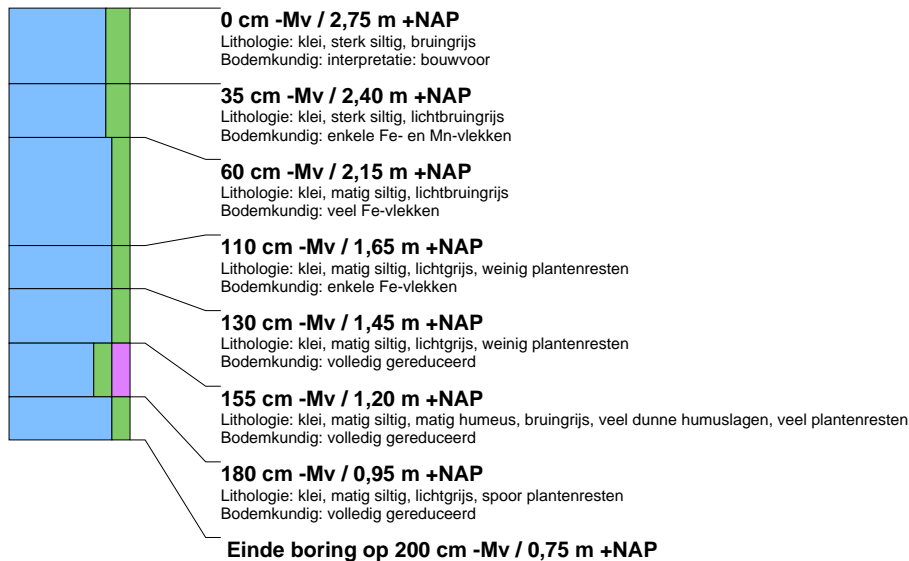 0 cm -Mv / 2,75 m +NAP
Lithologie: klei, sterk siltig, bruingrijs
Bodemkundig: interpretatie: bouwvoor
35 cm -Mv / 2,40 m +NAP
Lithologie: klei, sterk siltig, lichtbruingrijs
Bodemkundig: enkele Fe- en Mn-vlekken
60 cm -Mv / 2,15 m +NAP
Lithologie: klei, matig siltig, lichtbruingrijs
Bodemkundig: veel Fe-vlekken
110 cm -Mv / 1,65 m +NAP
Lithologie: klei, matig siltig, lichtgrijs, weinig plantenresten
Bodemkundig: enkele Fe-vlekken
130 cm -Mv / 1,45 m +NAP
Lithologie: klei, matig siltig, lichtgrijs, weinig plantenresten
Bodemkundig: volledig gereduceerd
155 cm -Mv / 1,20 m +NAP
Lithologie: klei, matig siltig, matig humeus, bruingrijs, veel dunne humuslagen, veel plantenresten
Bodemkundig: volledig gereduceerd
180 cm -Mv / 0,95 m +NAP
Lithologie: klei, matig siltig, lichtgrijs, spoor plantenresten
Bodemkundig: volledig gereduceerd
Einde boring op 200 cm -Mv / 0,75 m +NAP